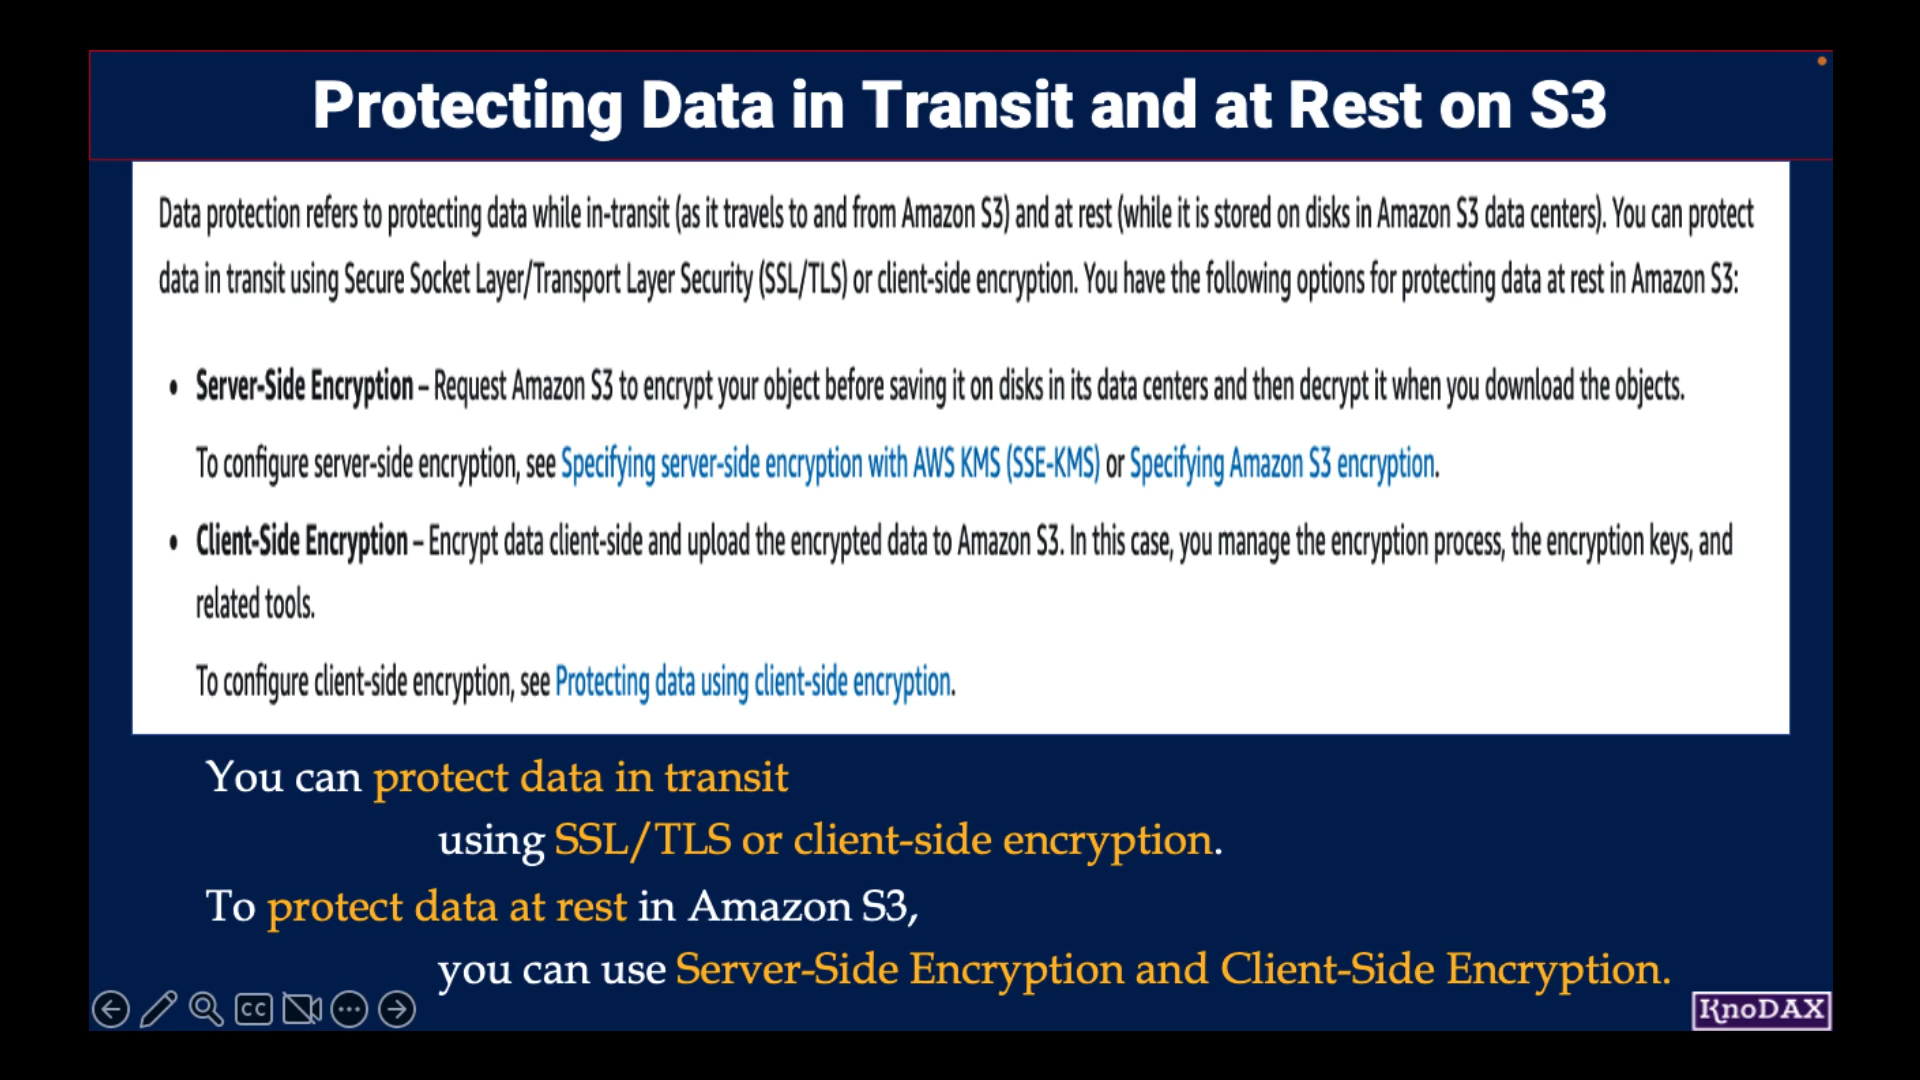 Protecting Data in Transit and at Rest on S3
Data protection refers to protecting data while in-transit (as it travels to and from Amazon S3) and at rest (while it is stored on disks in Amazon S3 data centers). You can protect
data in transit using Secure Socket Layer/Transport Layer Security (SSL/TLS) or client-side encryption. You have the following options for protecting data at rest in Amazon S3:
• Server-Side Encryption – Request Amazon S3 to encrypt your object before saving it on disks in its data centers and then decrypt it when you download the objects.
To configure server-side encryption, see Specifying server-side encryption with AWS KMS (SSE-KMS) or Specifying Amazon S3 encryption.
• Client-Side Encryption – Encrypt data client-side and upload the encrypted data to Amazon S3. In this case, you manage the encryption process, the encryption keys, and
related tools.
To configure client-side encryption, see Protecting data using client-side encryption.
You can protect data in transit
using SSL/TLS or client-side encryption.
To protect data at rest in Amazon S3,
you can use Server-Side Encryption and Client-Side Encryption.
CC
KnoDAX